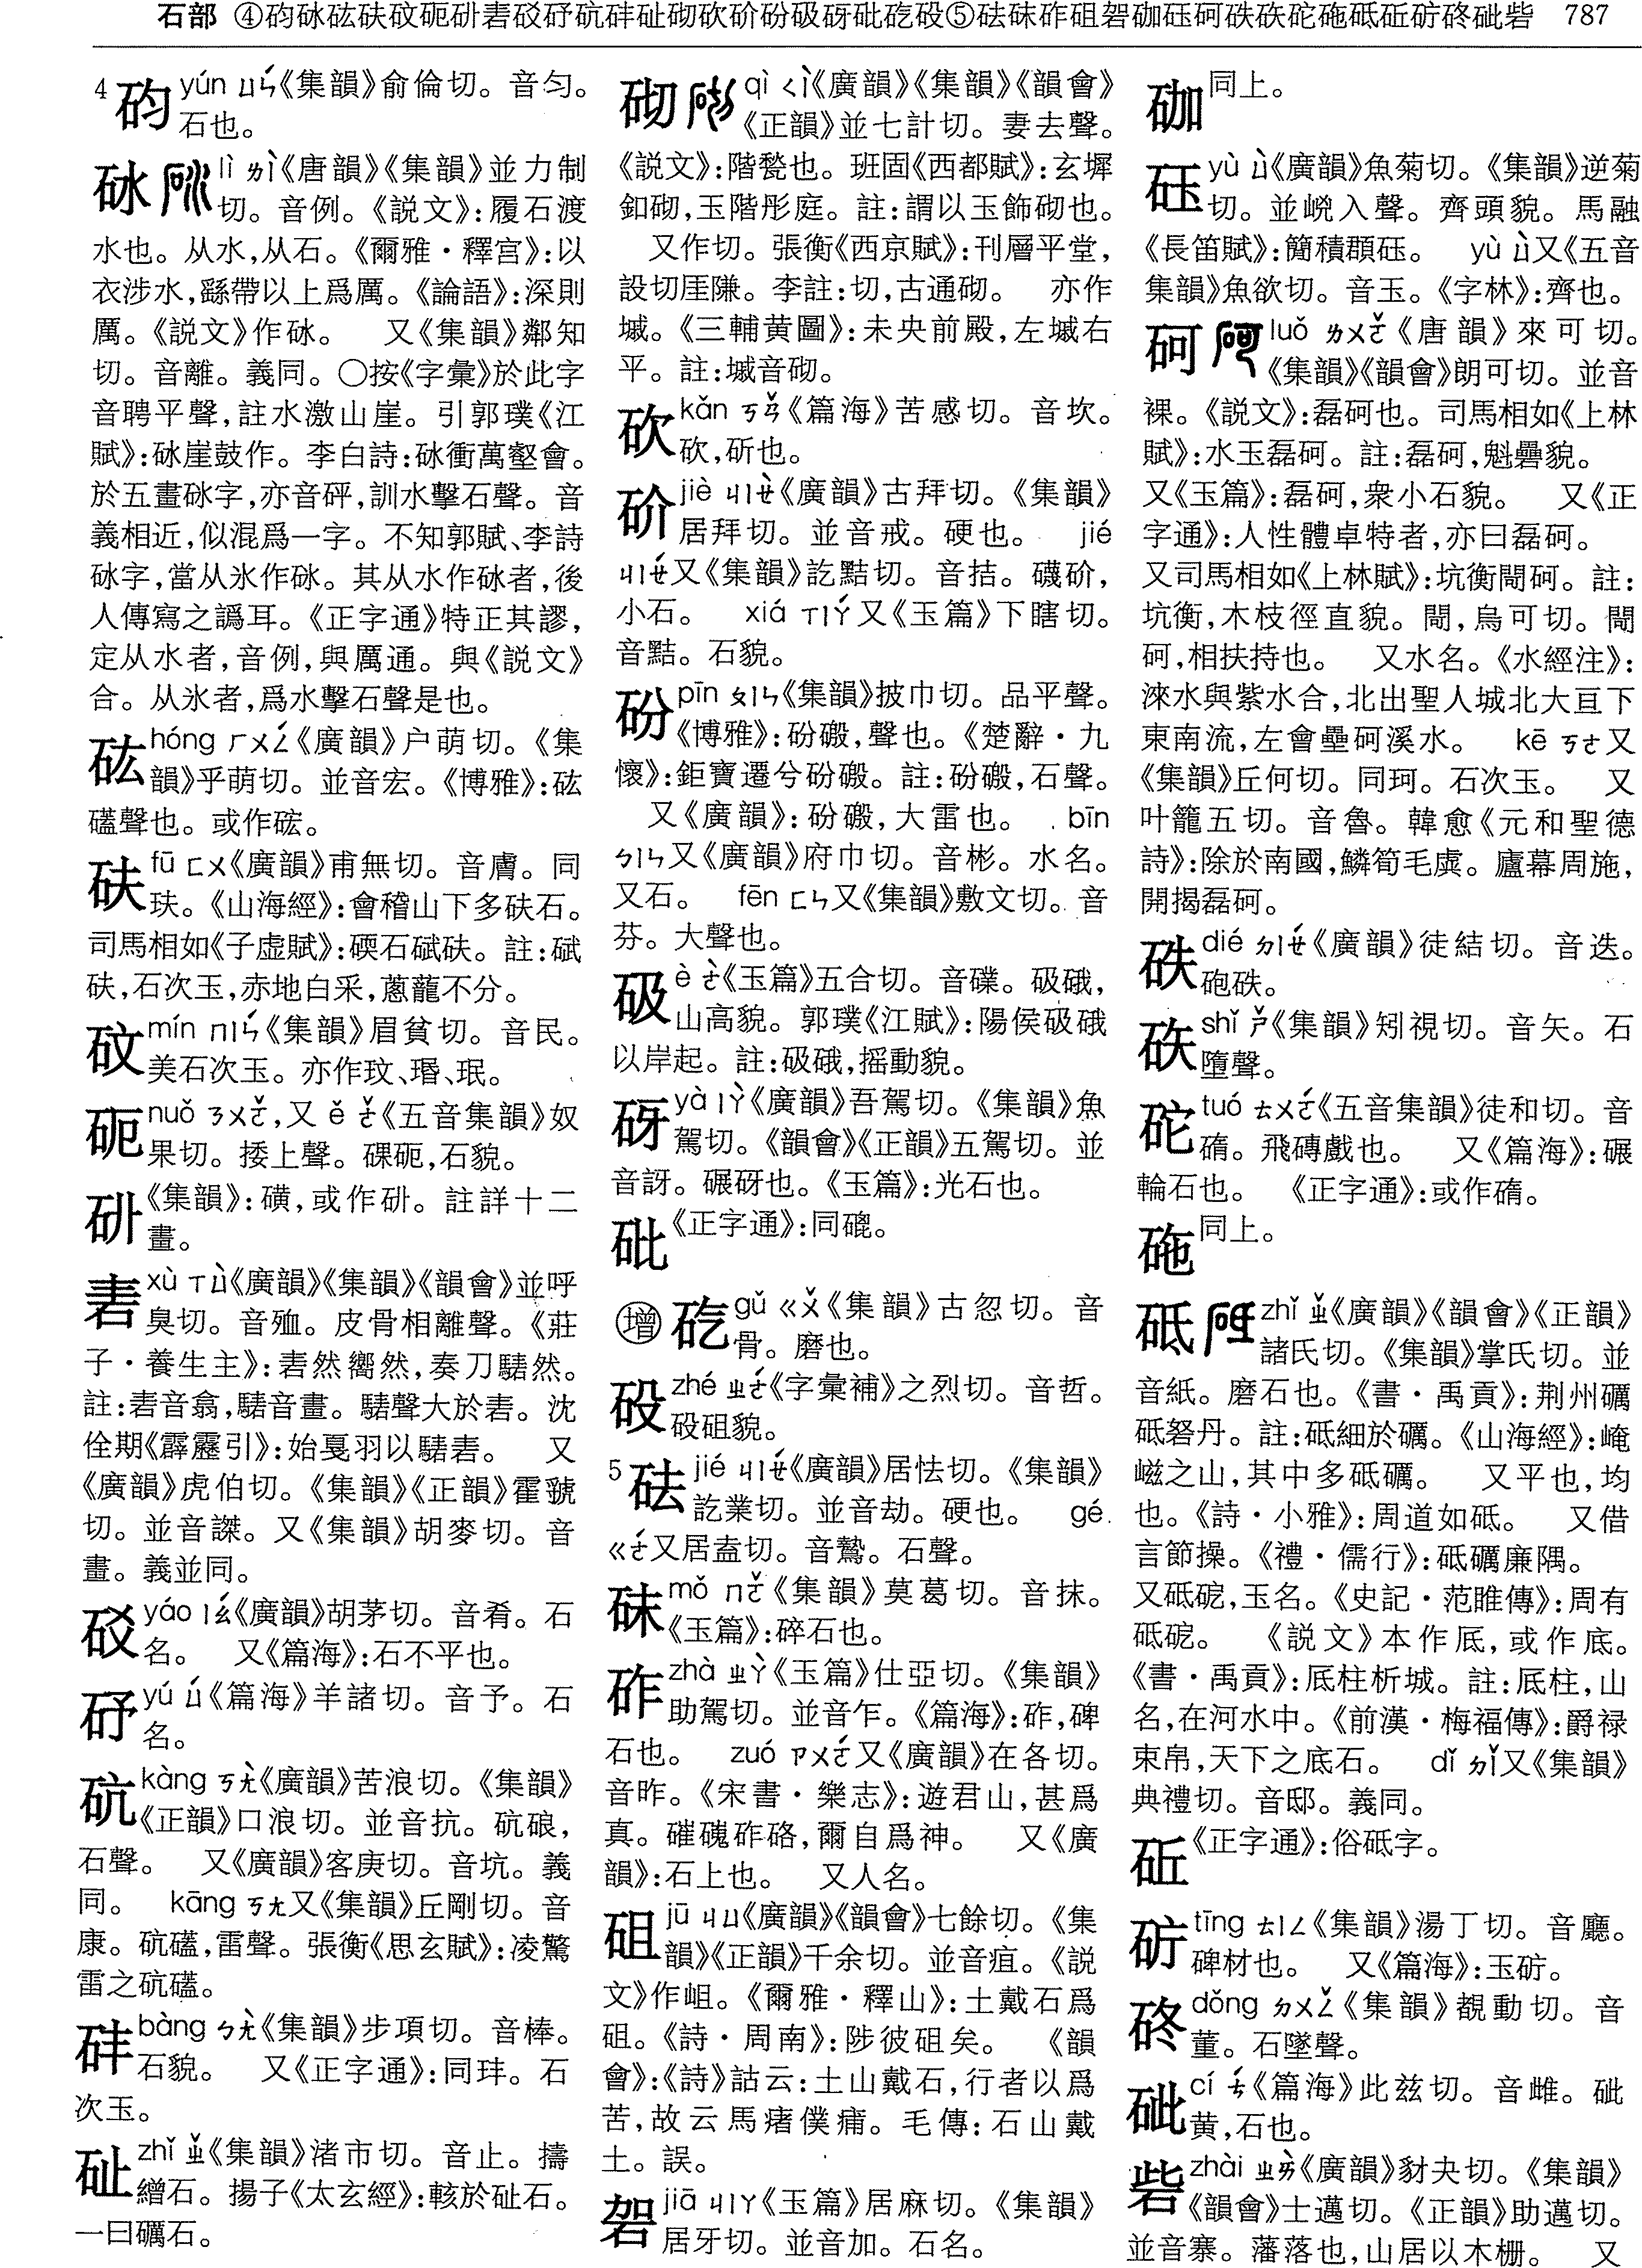 石部 ④砃砅砿砆砇砈硑砉䂭䂛砊䂜砋砌砍砎砏砐砑砒矻䂞⑤砝砞砟砠砢砡砢砄砆砣砤砥砫砭砯砦 787
4 yún ㄩㄣˊ《集韻》俞倫切。音匀。
石也。
砅 lì ㄌㄧˋ《唐韻》《集韻》並力制
切。音例。《説文》:履石渡
水也。从水,从石。《爾雅·釋宫》:以
衣涉水,繇帶以上爲厲。《論語》:深則
厲。《説文》作砅。　又《集韻》鄰知
切。音離。義同。○按《字彙》於此字
音聘平聲,註水激山崖。引郭璞《江
賦》:砅崖鼓作。李白詩:砅衝萬壑會。
於五畫砅字,亦音砰,訓水擊石聲。音
義相近,似混爲一字。不知郭賦、李詩
砅字,當从氷作砅。其从水作砅者,後
人傳寫之譌耳。《正字通》特正其謬,
定从水者,音例,與厲通。與《説文》
合。从氷者,爲水擊石聲是也。
hóng ㄏㄨㄥˊ《廣韻》户萌切。《集
韻》乎萌切。並音宏。《博雅》:砿
礚聲也。或作硡。
砆 fū ㄈㄨ《廣韻》甫無切。音膚。同
玞。《山海經》:會稽山下多砆石。
司馬相如《子虚賦》:碝石碔砆。註:碔
砆,石次玉,赤地白采,蔥蘢不分。
砇 mín ㄇㄧㄣˊ《集韻》眉貧切。音民。
美石次玉。亦作玟、瑉、珉。
砈 nuǒ ㄋㄨㄛˇ,又 ě ㄜˇ《五音集韻》奴
果切。捼上聲。碨砈,石貌。
《集韻》:磺,或作。註詳十二
畫。
砉 xù ㄒㄩˋ《廣韻》《集韻》《韻會》並呼
臭切。音殈。皮骨相離聲。《莊
子·養生主》:砉然嚮然,奏刀騞然。
註:砉音翕,騞音畫。騞聲大於砉。沈
佺期《霹靂引》:始戛羽以騞砉。　又
《廣韻》虎伯切。《集韻》《正韻》霍虢
切。並音謋。又《集韻》胡麥切。音
畫。義並同。
yáo ㄧㄠˊ《廣韻》胡茅切。音肴。石
名。　又《篇海》:石不平也。
yú ㄩˊ《篇海》羊諸切。音予。石
名。
砊 kàng ㄎㄤˋ《廣韻》苦浪切。《集韻》
《正韻》口浪切。並音抗。砊硠,
石聲。　又《廣韻》客庚切。音坑。義
同。　kāng ㄎㄤ又《集韻》丘剛切。音
康。砊礚,雷聲。張衡《思玄賦》:凌驚
雷之砊礚。
bàng ㄅㄤˋ《集韻》步項切。音棒。
石貌。　又《正字通》:同玤。石
次玉。
砋 zhǐ ㄓˇ《集韻》渚市切。音止。擣
繒石。揚子《太玄經》:較於砋石。
一曰礪石。
砌 qì ㄑㄧˋ《廣韻》《集韻》《韻會》
《正韻》並七計切。妻去聲。
《説文》:階甃也。班固《西都賦》:玄墀
釦砌,玉階彤庭。註:謂以玉飾砌也。
又作切。張衡《西京賦》:刊層平堂,
設切厓隒。李註:切,古通砌。　亦作
墄。《三輔黄圖》:未央前殿,左墄右
平。註:墄音砌。
砍 kǎn ㄎㄢˇ《篇海》苦感切。音坎。
砍,斫也。
砎 jiè ㄐㄧㄝˋ《廣韻》古拜切。《集韻》
居拜切。並音戒。硬也。　jié
ㄐㄧㄝˊ又《集韻》訖黠切。音拮。礣砎,
小石。　xiá ㄒㄧㄚˊ又《玉篇》下瞎切。
音黠。石貌。
砏 pīn ㄆㄧㄣ《集韻》披巾切。品平聲。
《博雅》:砏磤,聲也。《楚辭·九
懷》:鉅寶遷兮砏磤。註:砏磤,石聲。
又《廣韻》:砏磤,大雷也。　bīn
ㄅㄧㄣ又《廣韻》府巾切。音彬。水名。
又石。　fēn ㄈㄣ又《集韻》敷文切。音
芬。大聲也。
砐 è ㄜˋ《玉篇》五合切。音礏。砐硪,
山高貌。郭璞《江賦》:陽侯砐硪
以岸起。註:砐硪,摇動貌。
砑 yà ㄧㄚˋ《廣韻》吾駕切。《集韻》魚
駕切。《韻會》《正韻》五駕切。並
音訝。碾砑也。《玉篇》:光石也。
砒 《正字通》:同磇。
增 矻 gǔ ㄍㄨˇ《集韻》古忽切。音
骨。磨也。
zhé ㄓㄜˊ《字彙補》之烈切。音哲。
砠貌。
5 砝 jié ㄐㄧㄝˊ《廣韻》居怯切。《集韻》
訖業切。並音劫。硬也。　gé
ㄍㄜˊ又居盍切。音鷘。石聲。
mǒ ㄇㄛˇ《集韻》莫葛切。音抹。
《玉篇》:碎石也。
砟 zhà ㄓㄚˋ《玉篇》仕亞切。《集韻》
助駕切。並音乍。《篇海》:砟,碑
石也。　zuó ㄗㄨㄛˊ又《廣韻》在各切。
音昨。《宋書·樂志》:遊君山,甚爲
真。磪磈砟硌,爾自爲神。　又《廣
韻》:石上也。　又人名。
砠 jū ㄐㄩ《廣韻》《韻會》七餘切。《集
韻》《正韻》千余切。並音疽。《説
文》作岨。《爾雅·釋山》:土戴石爲
砠。《詩·周南》:陟彼砠矣。　《韻
會》:《詩》詁云:土山戴石,行者以爲
苦,故云馬瘏僕痡。毛傳:石山戴
土。誤。
jiā ㄐㄧㄚ《玉篇》居麻切。《集韻》
居牙切。並音加。石名。
同上。
砡 yù ㄩˋ《廣韻》魚菊切。《集韻》逆菊
切。並峣入聲。齊頭貌。馬融
《長笛賦》:簡積頵砡。　yù ㄩˋ又《五音
集韻》魚欲切。音玉。《字林》:齊也。
砢 luǒ ㄌㄨㄛˇ《唐韻》來可切。
《集韻》《韻會》朗可切。並音
裸。《説文》:磊砢也。司馬相如《上林
賦》:水玉磊砢。註:磊砢,魁礨貌。
又《玉篇》:磊砢,衆小石貌。　又《正
字通》:人性體卓特者,亦曰磊砢。
又司馬相如《上林賦》:坑衡閜砢。註:
坑衡,木枝徑直貌。閜,烏可切。閜
砢,相扶持也。　又水名。《水經注》:
淶水與紫水合,北出聖人城北大亘下
東南流,左會壘砢溪水。　kē ㄎㄜ又
《集韻》丘何切。同珂。石次玉。　又
叶籠五切。音魯。韓愈《元和聖德
詩》:除於南國,鱗筍毛虡。廬幕周施,
開揭磊砢。
dié ㄉㄧㄝˊ《廣韻》徒結切。音迭。
砲。
shǐ ㄕˇ《集韻》矧視切。音矢。石
墮聲。
砣 tuó ㄊㄨㄛˊ《五音集韻》徒和切。音
碢。飛磚戲也。　又《篇海》:碾
輪石也。　《正字通》:或作碢。
同上。
砥 zhǐ ㄓˇ《廣韻》《韻會》《正韻》
諸氏切。《集韻》掌氏切。並
音紙。磨石也。《書·禹貢》:荆州礪
砥砮丹。註:砥細於礪。《山海經》:崦
嵫之山,其中多砥礪。　又平也,均
也。《詩·小雅》:周道如砥。　又借
言節操。《禮·儒行》:砥礪廉隅。
又砥砨,玉名。《史記·范睢傳》:周有
砥砨。　《説文》本作厎,或作底。
《書·禹貢》:厎柱析城。註:厎柱,山
名,在河水中。《前漢·梅福傳》:爵禄
束帛,天下之底石。　dǐ ㄉㄧˇ又《集韻》
典禮切。音邸。義同。
《正字通》:俗砥字。
tīng ㄊㄧㄥ《集韻》湯丁切。音廳。
碑材也。　又《篇海》:玉。
dǒng ㄉㄨㄥˇ《集韻》覩動切。音
董。石墜聲。
cí ㄘˊ《篇海》此兹切。音雌。
黄,石也。
砦 zhài ㄓㄞˋ《廣韻》豺夬切。《集韻》
《韻會》士邁切。《正韻》助邁切。
並音寨。藩落也,山居以木栅。　又